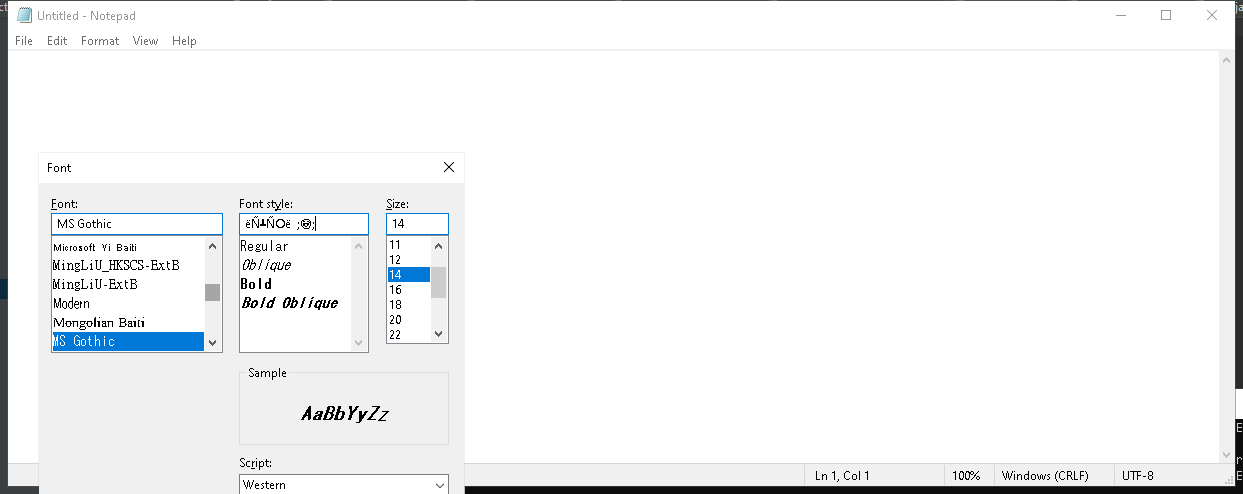 Untitled - Notepad
File Edit Format View Help
Font
Font: Font style: Size:
MS Gothic 14
Microsoft Yi Baiti
MingLiU_HKSCS-ExtB
MingLiU-ExtB
Modern
Mongolian Baiti
MS Gothic
Regular
Oblique
Bold
Bold Oblique
11
12
14
16
18
20
22
Sample
AaBbYyZz
Script:
Western
Ln 1, Col 1 100% Windows (CRLF) UTF-8